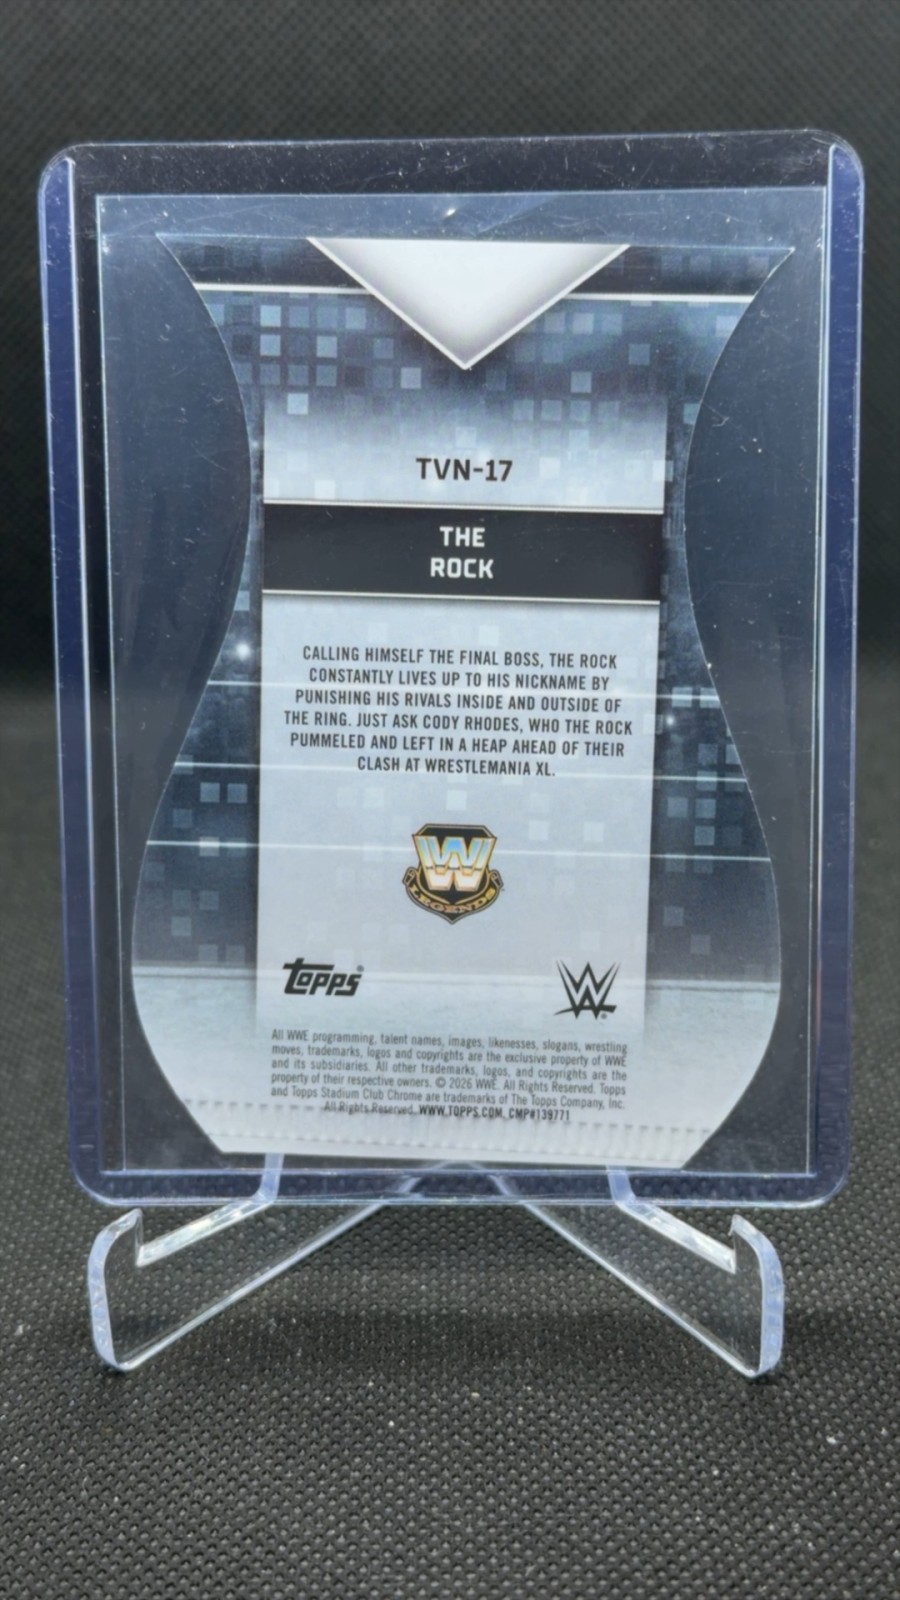 TVN-17
THE
ROCK
CALLING HIMSELF THE FINAL BOSS, THE ROCK
CONSTANTLY LIVES UP TO HIS NICKNAME BY
PUNISHING HIS RIVALS INSIDE AND OUTSIDE OF
THE RING. JUST ASK CODY RHODES, WHO THE ROCK
PUMMELED AND LEFT IN A HEAP AHEAD OF THEIR
CLASH AT WRESTLEMANIA XL.
W
LEGENDS
Topps®
W
All WWE programming, talent names, images, likenesses, slogans, wrestling
moves, trademarks, logos and copyrights are the exclusive property of WWE
and its subsidiaries. All other trademarks, logos, and copyrights are the
property of their respective owners. © 2026 WWE. All Rights Reserved. Topps
and Topps Stadium Club Chrome are trademarks of The Topps Company, Inc.
All Rights Reserved. WWW.TOPPS.COM. CMP#139771